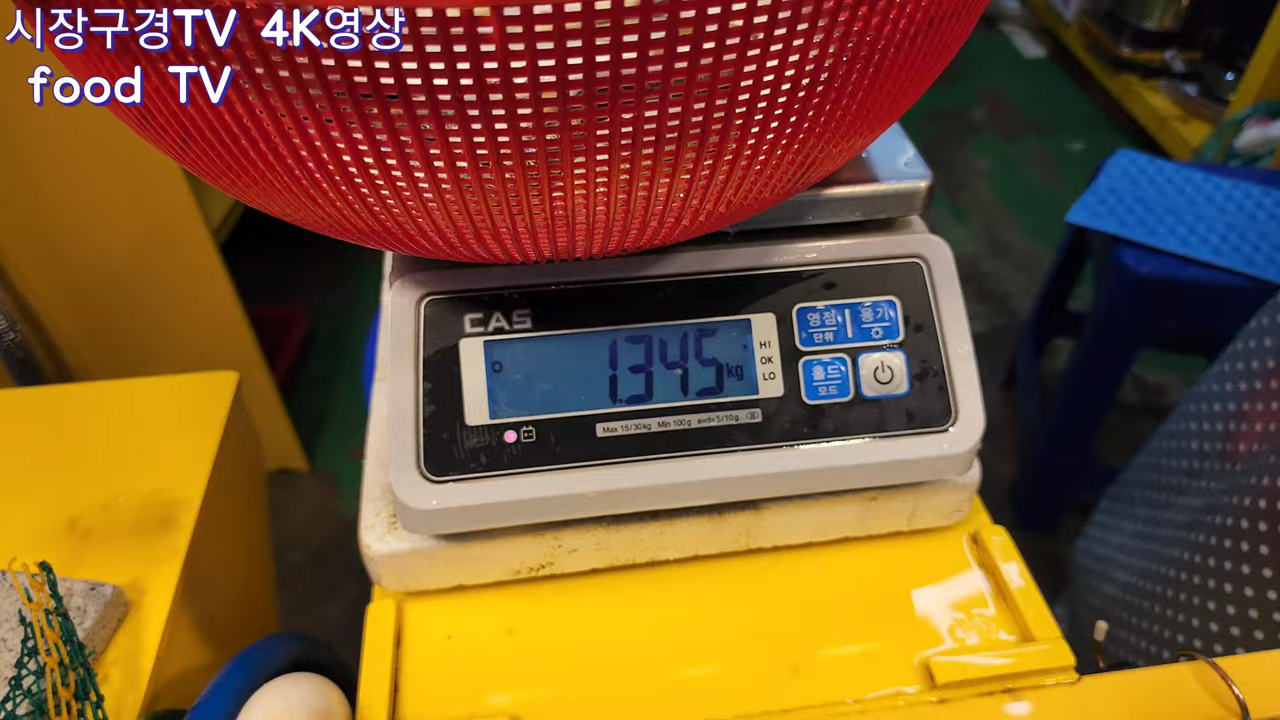 시장구경TV 4K영상
food TV
CAS
1.345 kg
HI
OK
LO
영점 용기
단위
홀드
모드
Max 15/30kg Min 100g e=d=5/10g